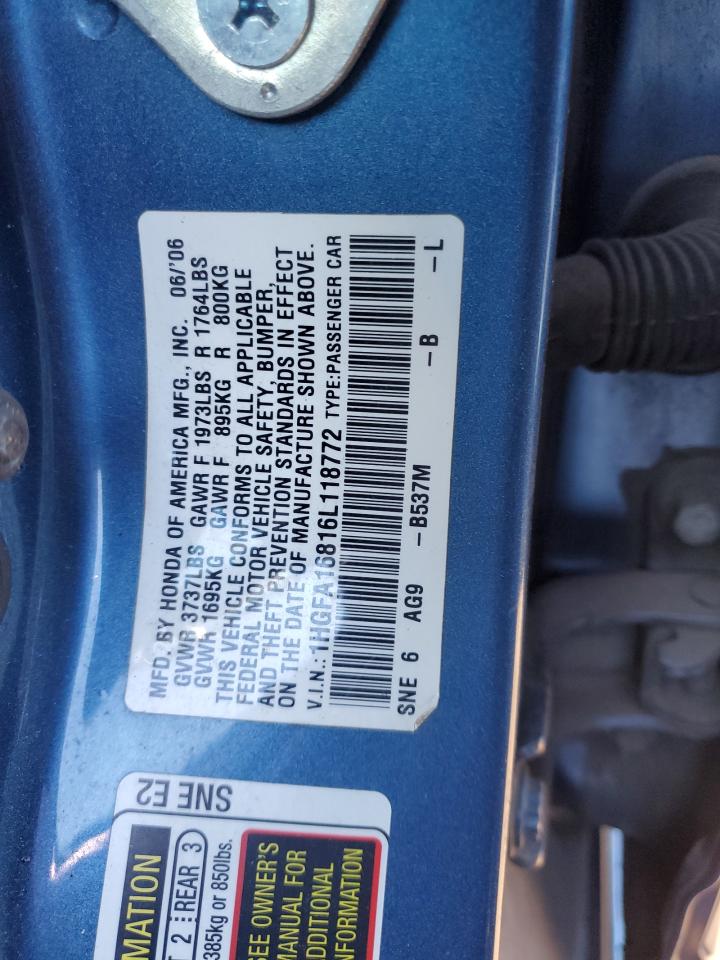 MFD. BY HONDA OF AMERICA MFG., INC. 06/'06
GVWR 3737LBS GAWR F 1973LBS R 1764LBS
GVWR 1695KG GAWR F 895KG R 800KG
THIS VEHICLE CONFORMS TO ALL APPLICABLE
FEDERAL MOTOR VEHICLE SAFETY, BUMPER,
AND THEFT PREVENTION STANDARDS IN EFFECT
ON THE DATE OF MANUFACTURE SHOWN ABOVE.
V.I.N.: 1HGFA16816L118772 TYPE:PASSENGER CAR
SNE 6 AG9 -B537M -B -L
SNE E2
MATION
T 2 REAR 3
385kg or 850lbs.
SEE OWNER'S
MANUAL FOR
ADDITIONAL
INFORMATION